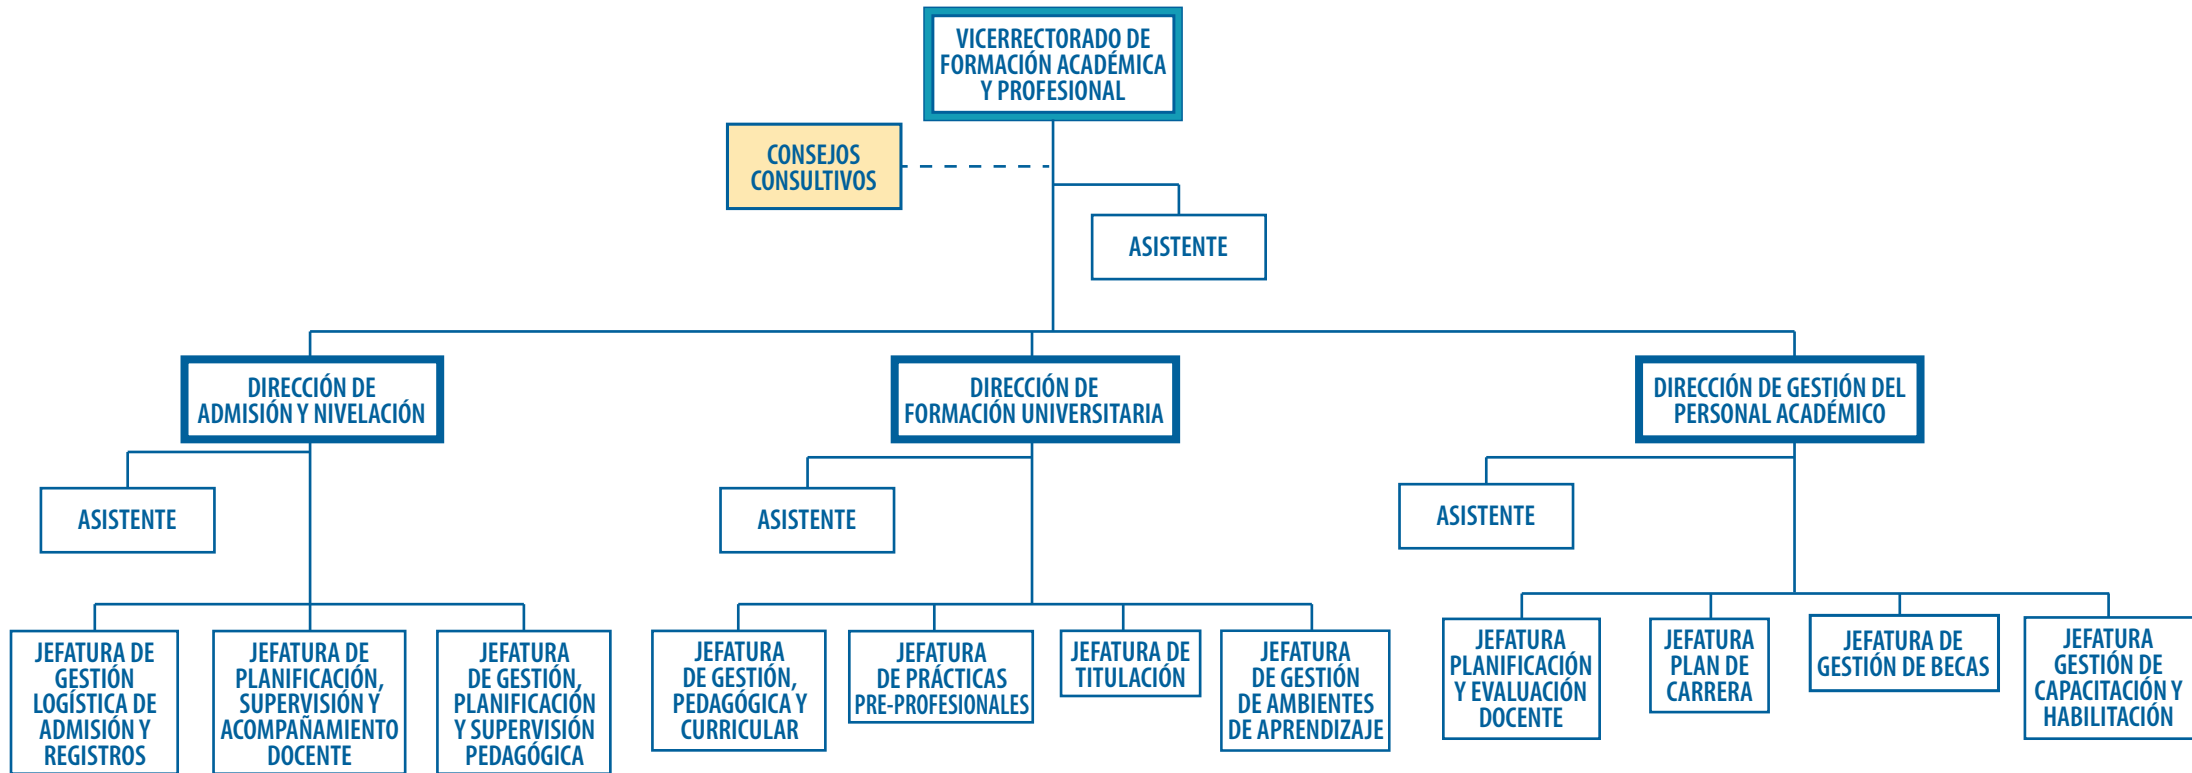 VICERRECTORADO DE
FORMACIÓN ACADÉMICA
Y PROFESIONAL
CONSEJOS
CONSULTIVOS
ASISTENTE
DIRECCIÓN DE
ADMISIÓN Y NIVELACIÓN
DIRECCIÓN DE
FORMACIÓN UNIVERSITARIA
DIRECCIÓN DE GESTIÓN DEL
PERSONAL ACADÉMICO
ASISTENTE
ASISTENTE
ASISTENTE
JEFATURA DE
GESTIÓN
LOGÍSTICA DE
ADMISIÓN Y
REGISTROS
JEFATURA DE
PLANIFICACIÓN,
SUPERVISIÓN Y
ACOMPAÑAMIENTO
DOCENTE
JEFATURA
DE GESTIÓN,
PLANIFICACIÓN
Y SUPERVISIÓN
PEDAGÓGICA
JEFATURA
DE GESTIÓN,
PEDAGÓGICA Y
CURRICULAR
JEFATURA
DE PRÁCTICAS
PRE-PROFESIONALES
JEFATURA DE
TITULACIÓN
JEFATURA
DE GESTIÓN
DE AMBIENTES
DE APRENDIZAJE
JEFATURA
PLANIFICACIÓN
Y EVALUACIÓN
DOCENTE
JEFATURA
PLAN DE
CARRERA
JEFATURA DE
GESTIÓN DE BECAS
JEFATURA
GESTIÓN DE
CAPACITACIÓN Y
HABILITACIÓN